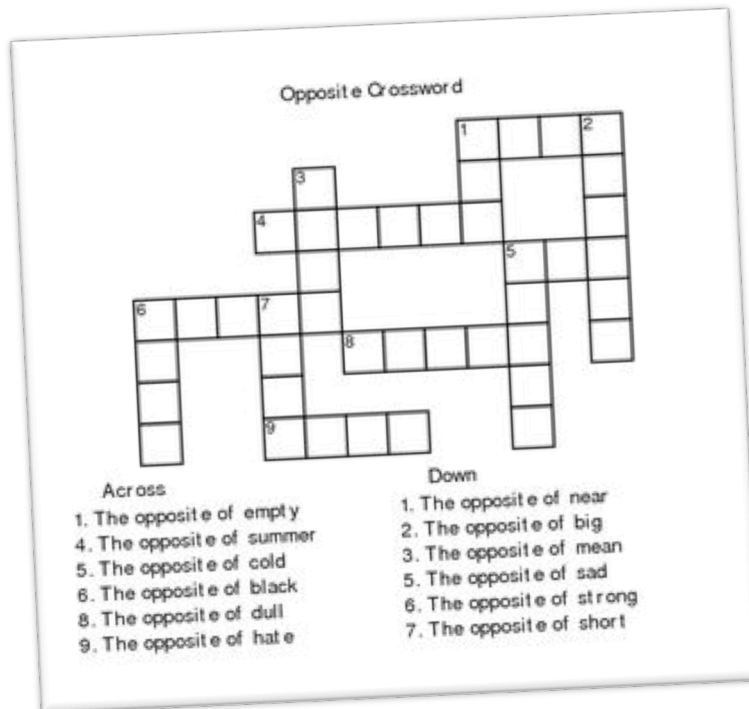 Opposite Crossword
1
2
3
4
5
6
7
8
9
Across
1. The opposite of empty
4. The opposite of summer
5. The opposite of cold
6. The opposite of black
8. The opposite of dull
9. The opposite of hate
Down
1. The opposite of near
2. The opposite of big
3. The opposite of mean
5. The opposite of sad
6. The opposite of strong
7. The opposite of short